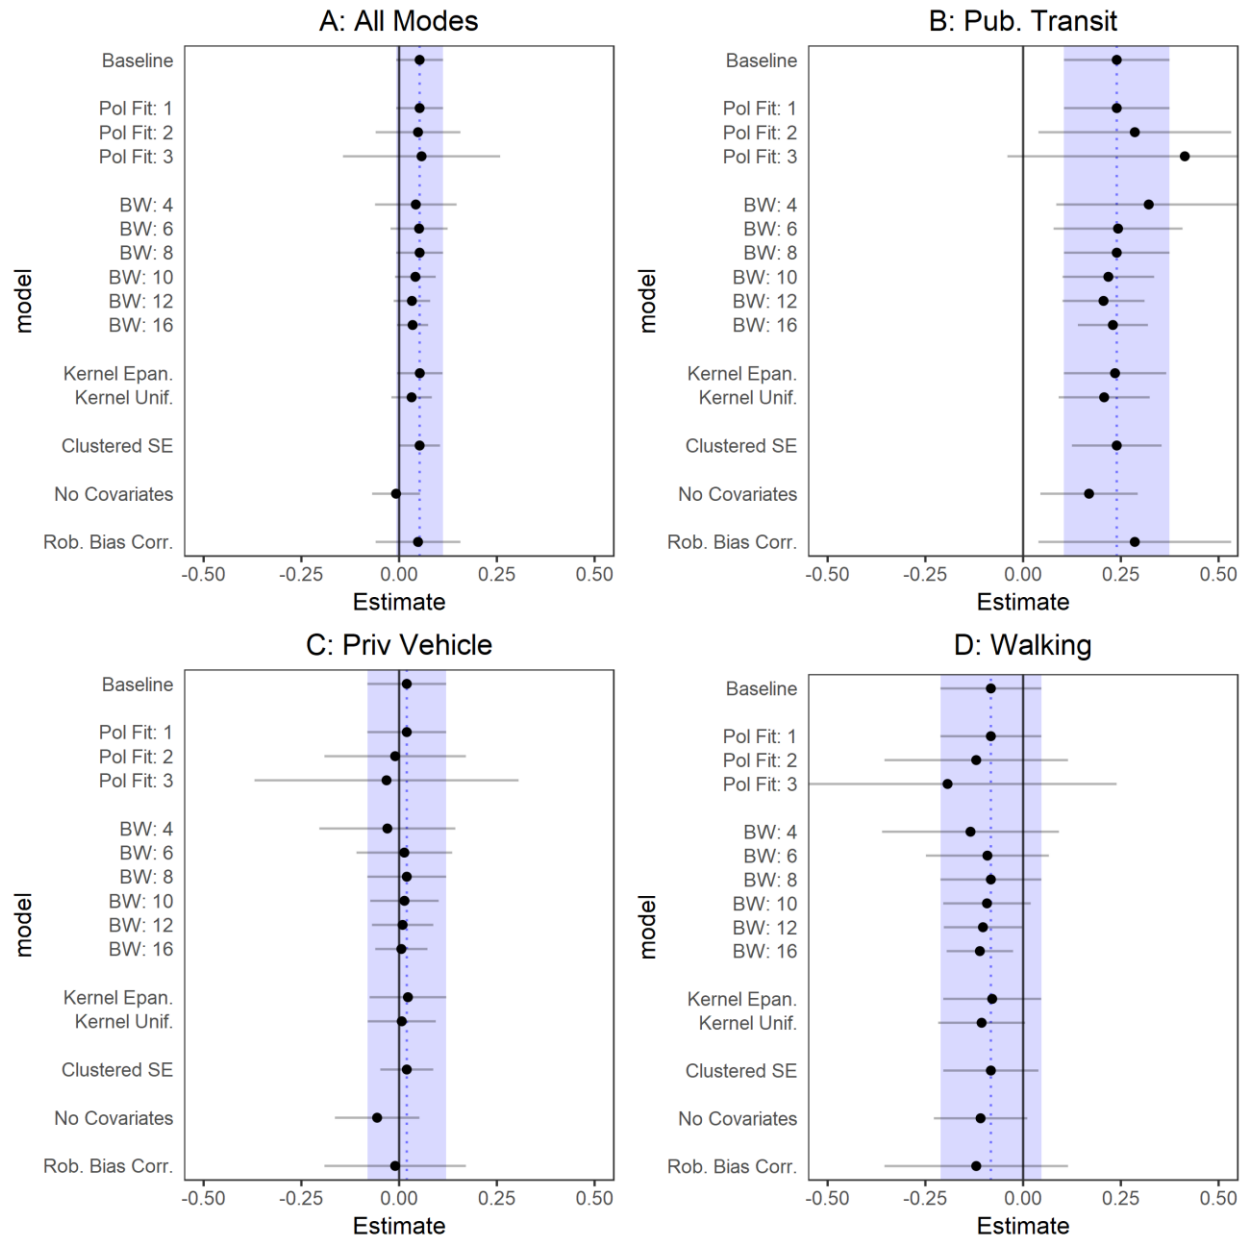 A: All Modes
model
Baseline
Pol Fit: 1
Pol Fit: 2
Pol Fit: 3
BW: 4
BW: 6
BW: 8
BW: 10
BW: 12
BW: 16
Kernel Epan.
Kernel Unif.
Clustered SE
No Covariates
Rob. Bias Corr.
-0.50 -0.25 0.00 0.25 0.50
Estimate
B: Pub. Transit
model
Baseline
Pol Fit: 1
Pol Fit: 2
Pol Fit: 3
BW: 4
BW: 6
BW: 8
BW: 10
BW: 12
BW: 16
Kernel Epan.
Kernel Unif.
Clustered SE
No Covariates
Rob. Bias Corr.
-0.50 -0.25 0.00 0.25 0.50
Estimate
C: Priv Vehicle
model
Baseline
Pol Fit: 1
Pol Fit: 2
Pol Fit: 3
BW: 4
BW: 6
BW: 8
BW: 10
BW: 12
BW: 16
Kernel Epan.
Kernel Unif.
Clustered SE
No Covariates
Rob. Bias Corr.
-0.50 -0.25 0.00 0.25 0.50
Estimate
D: Walking
model
Baseline
Pol Fit: 1
Pol Fit: 2
Pol Fit: 3
BW: 4
BW: 6
BW: 8
BW: 10
BW: 12
BW: 16
Kernel Epan.
Kernel Unif.
Clustered SE
No Covariates
Rob. Bias Corr.
-0.50 -0.25 0.00 0.25 0.50
Estimate